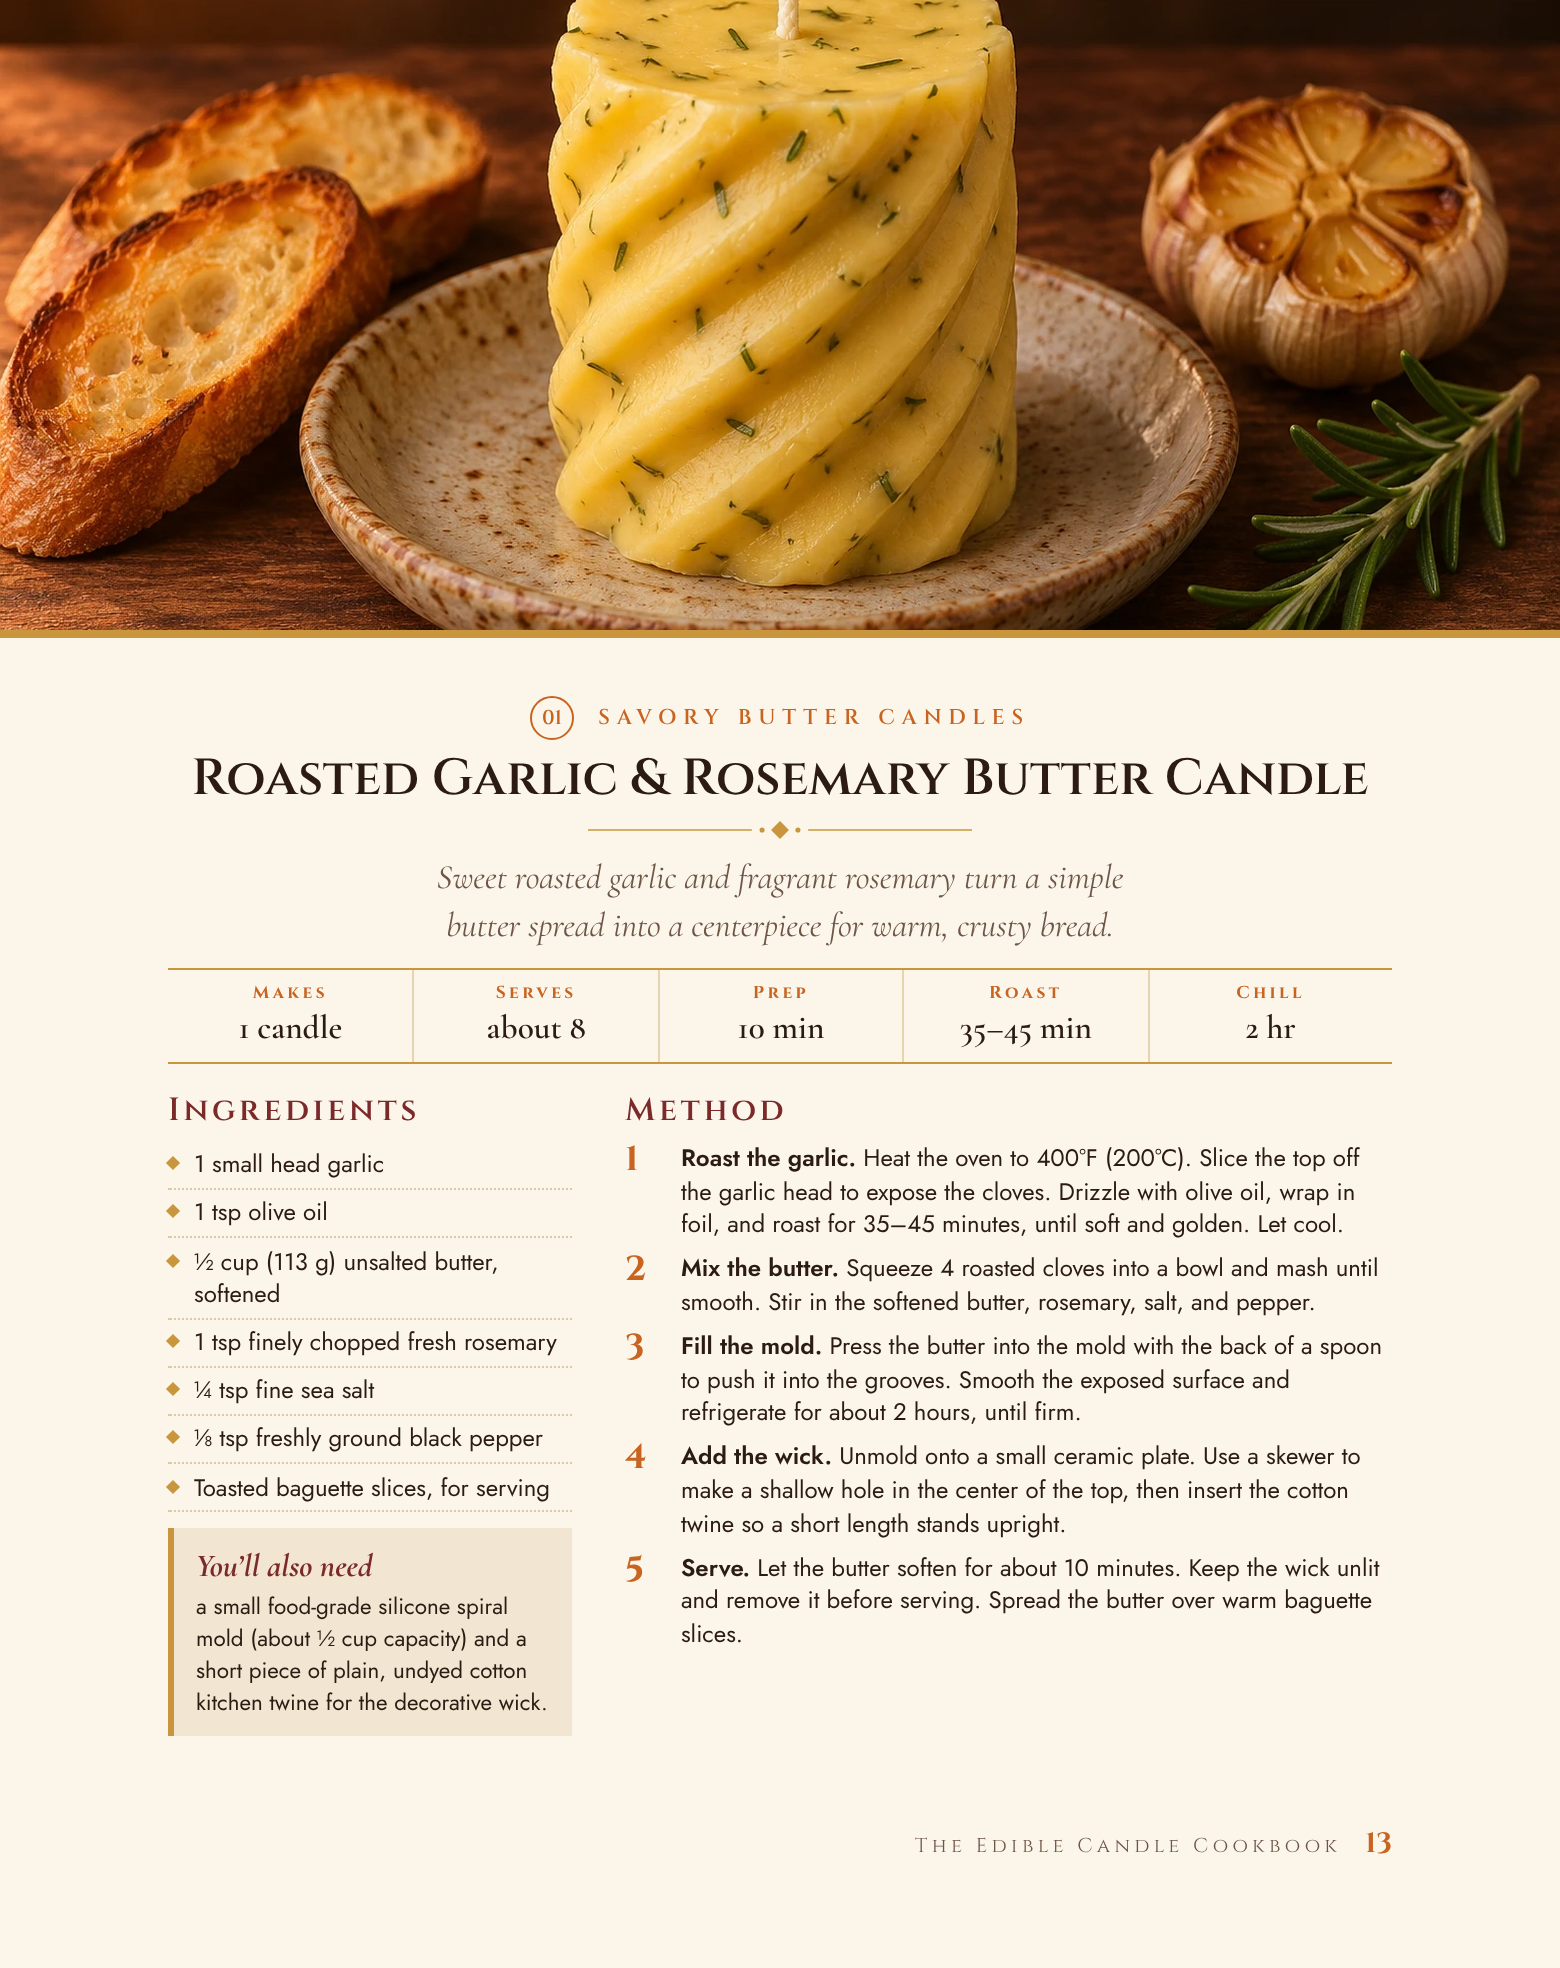 01 SAVORY BUTTER CANDLES
ROASTED GARLIC & ROSEMARY BUTTER CANDLE
Sweet roasted garlic and fragrant rosemary turn a simple
butter spread into a centerpiece for warm, crusty bread.
MAKES SERVES PREP ROAST CHILL
1 candle about 8 10 min 35–45 min 2 hr
INGREDIENTS
1 small head garlic
1 tsp olive oil
½ cup (113 g) unsalted butter,
softened
1 tsp finely chopped fresh rosemary
¼ tsp fine sea salt
⅛ tsp freshly ground black pepper
Toasted baguette slices, for serving
You’ll also need
a small food-grade silicone spiral
mold (about ½ cup capacity) and a
short piece of plain, undyed cotton
kitchen twine for the decorative wick.
METHOD
1 Roast the garlic. Heat the oven to 400°F (200°C). Slice the top off
the garlic head to expose the cloves. Drizzle with olive oil, wrap in
foil, and roast for 35–45 minutes, until soft and golden. Let cool.
2 Mix the butter. Squeeze 4 roasted cloves into a bowl and mash until
smooth. Stir in the softened butter, rosemary, salt, and pepper.
3 Fill the mold. Press the butter into the mold with the back of a spoon
to push it into the grooves. Smooth the exposed surface and
refrigerate for about 2 hours, until firm.
4 Add the wick. Unmold onto a small ceramic plate. Use a skewer to
make a shallow hole in the center of the top, then insert the cotton
twine so a short length stands upright.
5 Serve. Let the butter soften for about 10 minutes. Keep the wick unlit
and remove it before serving. Spread the butter over warm baguette
slices.
THE EDIBLE CANDLE COOKBOOK 13